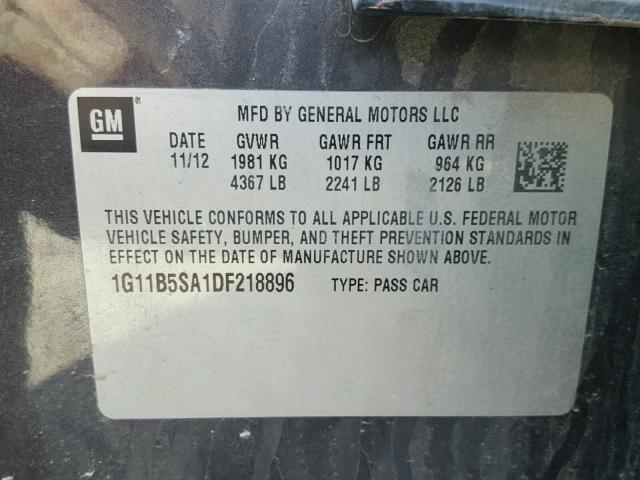 GM ® MFD BY GENERAL MOTORS LLC
DATE GVWR GAWR FRT GAWR RR
11/12 1981 KG 1017 KG 964 KG
4367 LB 2241 LB 2126 LB
THIS VEHICLE CONFORMS TO ALL APPLICABLE U.S. FEDERAL MOTOR
VEHICLE SAFETY, BUMPER, AND THEFT PREVENTION STANDARDS IN
EFFECT ON THE DATE OF MANUFACTURE SHOWN ABOVE.
1G11B5SA1DF218896 TYPE: PASS CAR